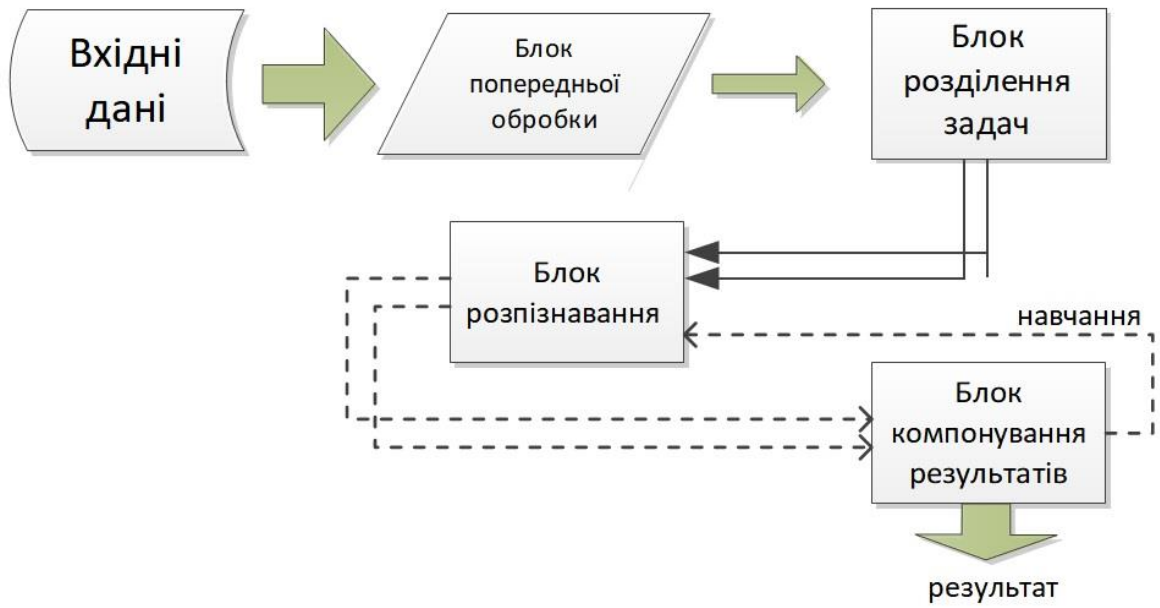 Вхідні
дані
Блок
попередньої
обробки
Блок
розділення
задач
Блок
розпізнавання
навчання
Блок
компонування
результатів
результат